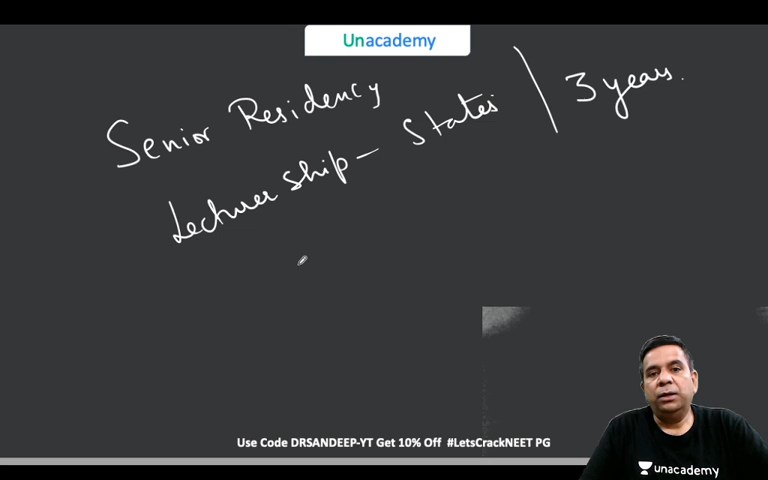 Unacademy
Senior Residency
Lecturer ship - States | 3 years.
Use Code DRSANDEEP-YT Get 10% Off #LetsCrackNEET PG
unacademy